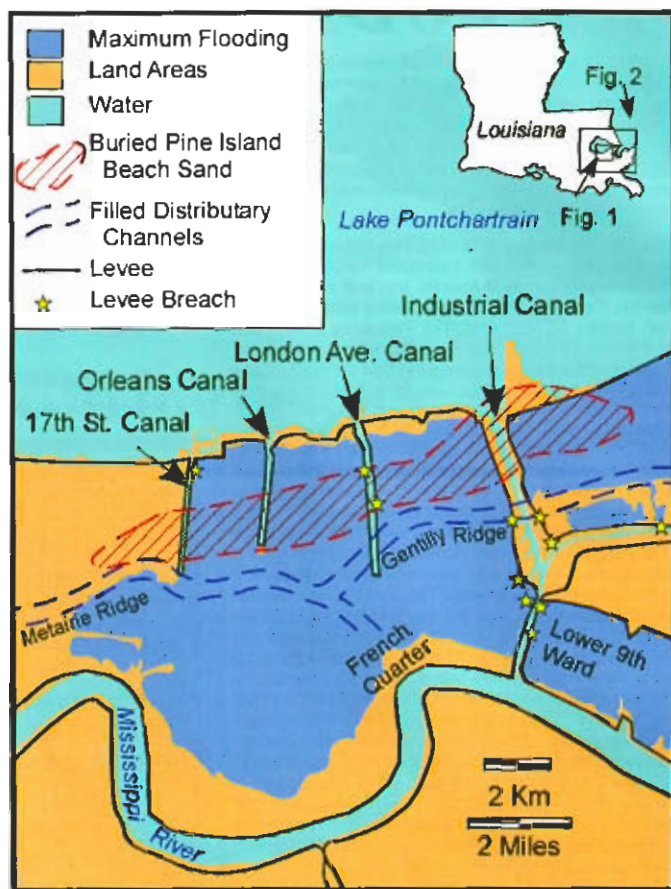 Maximum Flooding
Land Areas
Water
Buried Pine Island
Beach Sand
Filled Distributary
Channels
Levee
Levee Breach
Fig. 2
Louisiana
Fig. 1
Lake Pontchartrain
Industrial Canal
London Ave. Canal
Orleans Canal
17th St. Canal
Gentilly Ridge
Metairie Ridge
French
Quarter
Lower 9th
Ward
Mississippi
River
2 Km
2 Miles